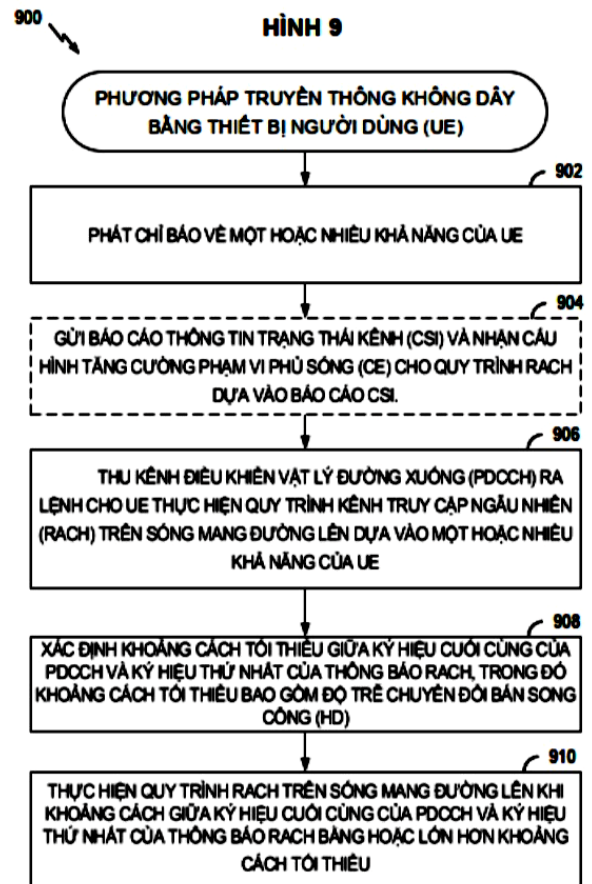 900
HÌNH 9
PHƯƠNG PHÁP TRUYỀN THÔNG KHÔNG DÂY
BẰNG THIẾT BỊ NGƯỜI DÙNG (UE)
902
PHÁT CHỈ BÁO VỀ MỘT HOẶC NHIỀU KHẢ NĂNG CỦA UE
904
GỬI BÁO CÁO THÔNG TIN TRẠNG THÁI KÊNH (CSI) VÀ NHẬN CẤU
HÌNH TĂNG CƯỜNG PHẠM VI PHỦ SÓNG (CE) CHO QUY TRÌNH RACH
DỰA VÀO BÁO CÁO CSI.
906
THU KÊNH ĐIỀU KHIỂN VẬT LÝ ĐƯỜNG XUỐNG (PDCCH) RA
LỆNH CHO UE THỰC HIỆN QUY TRÌNH KÊNH TRUY CẬP NGẪU NHIÊN
(RACH) TRÊN SÓNG MANG ĐƯỜNG LÊN DỰA VÀO MỘT HOẶC NHIỀU
KHẢ NĂNG CỦA UE
908
XÁC ĐỊNH KHOẢNG CÁCH TỐI THIỂU GIỮA KÝ HIỆU CUỐI CÙNG CỦA
PDCCH VÀ KÝ HIỆU THỨ NHẤT CỦA THÔNG BÁO RACH, TRONG ĐÓ
KHOẢNG CÁCH TỐI THIỂU BAO GỒM ĐỘ TRỄ CHUYỂN ĐỔI BÁN SONG
CÔNG (HD)
910
THỰC HIỆN QUY TRÌNH RACH TRÊN SÓNG MANG ĐƯỜNG LÊN KHI
KHOẢNG CÁCH GIỮA KÝ HIỆU CUỐI CÙNG CỦA PDCCH VÀ KÝ HIỆU
THỨ NHẤT CỦA THÔNG BÁO RACH BẰNG HOẶC LỚN HƠN KHOẢNG
CÁCH TỐI THIỂU